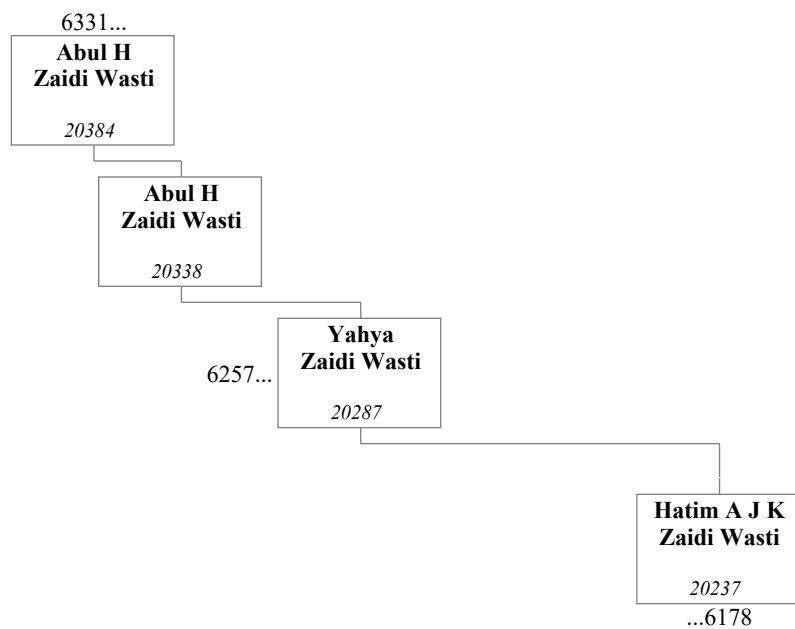 6331...
Abul H
Zaidi Wasti
20384
Abul H
Zaidi Wasti
20338
Yahya
Zaidi Wasti
6257...
20287
Hatim A J K
Zaidi Wasti
20237
...6178